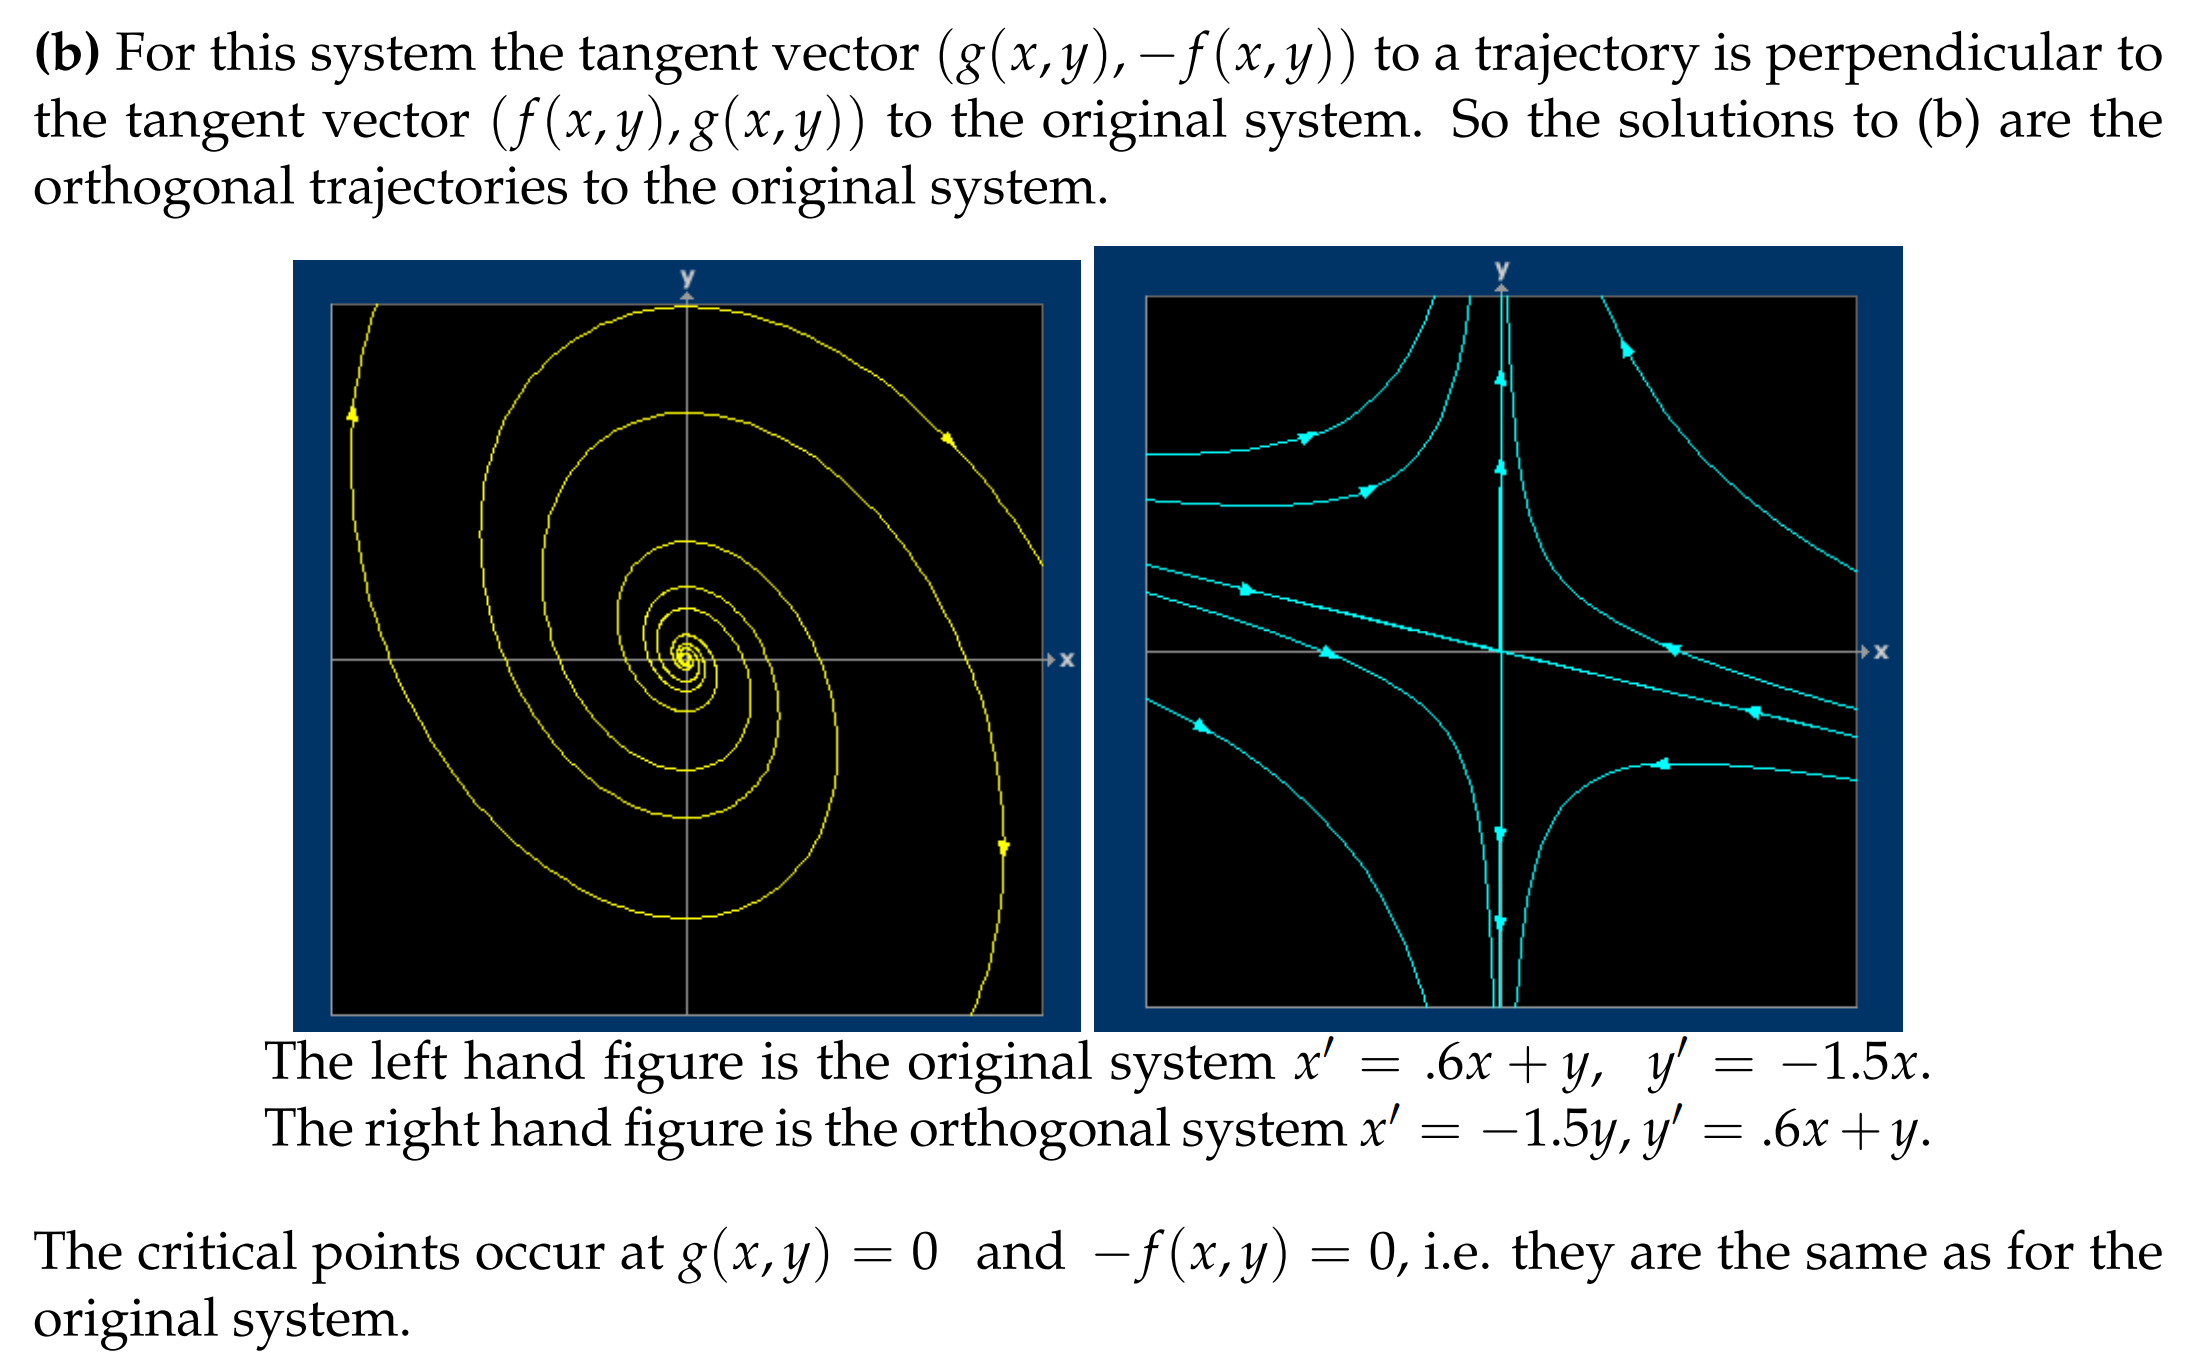 (b) For this system the tangent vector (g(x, y), −f(x, y)) to a trajectory is perpendicular to
the tangent vector (f(x, y), g(x, y)) to the original system. So the solutions to (b) are the
orthogonal trajectories to the original system.
y
x
y
x
The left hand figure is the original system x′ = .6x + y, y′ = −1.5x.
The right hand figure is the orthogonal system x′ = −1.5y, y′ = .6x + y.
The critical points occur at g(x, y) = 0 and −f(x, y) = 0, i.e. they are the same as for the
original system.